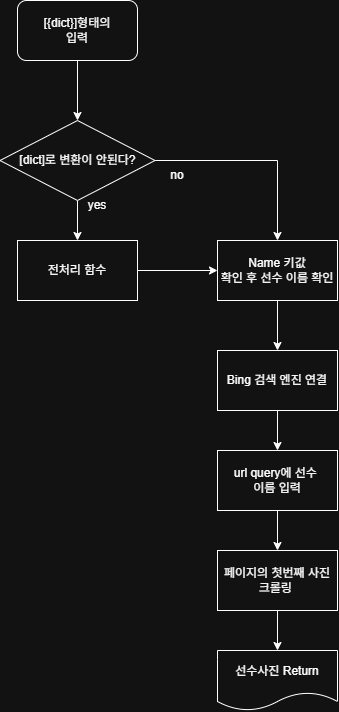 [{dict}]형태의
입력
[dict]로 변환이 안된다?
no
yes
전처리 함수
Name 키값
확인 후 선수 이름 확인
Bing 검색 엔진 연결
url query에 선수
이름 입력
페이지의 첫번째 사진
크롤링
선수사진 Return